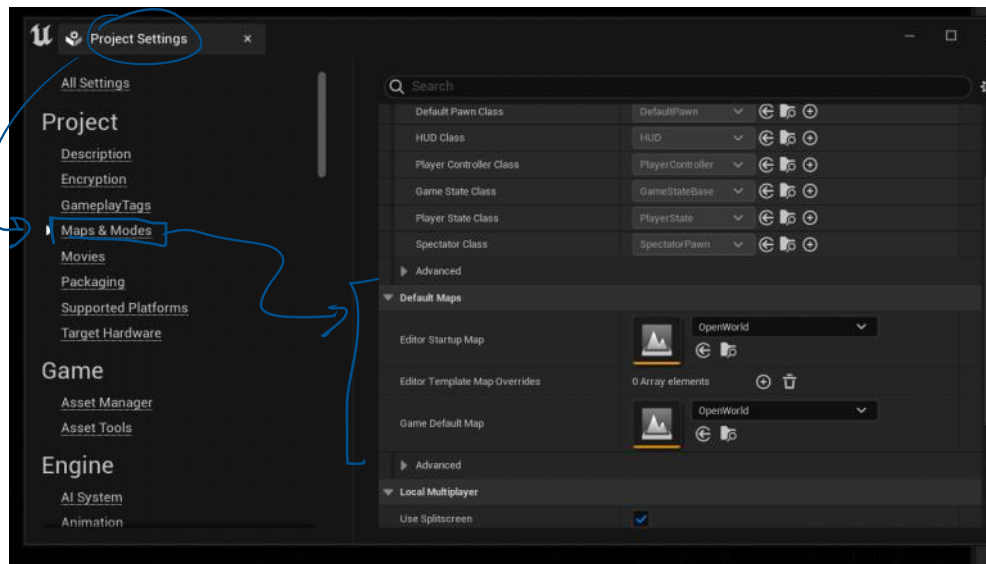 Project Settings
All Settings
Project
Description
Encryption
GameplayTags
Maps & Modes
Movies
Packaging
Supported Platforms
Target Hardware
Game
Asset Manager
Asset Tools
Engine
AI System
Animation
Search
Default Pawn Class DefaultPawn
HUD Class HUD
Player Controller Class PlayerController
Game State Class GameStateBase
Player State Class PlayerState
Spectator Class SpectatorPawn
Advanced
Default Maps
Editor Startup Map OpenWorld
Editor Template Map Overrides 0 Array elements
Game Default Map OpenWorld
Advanced
Local Multiplayer
Use Splitscreen